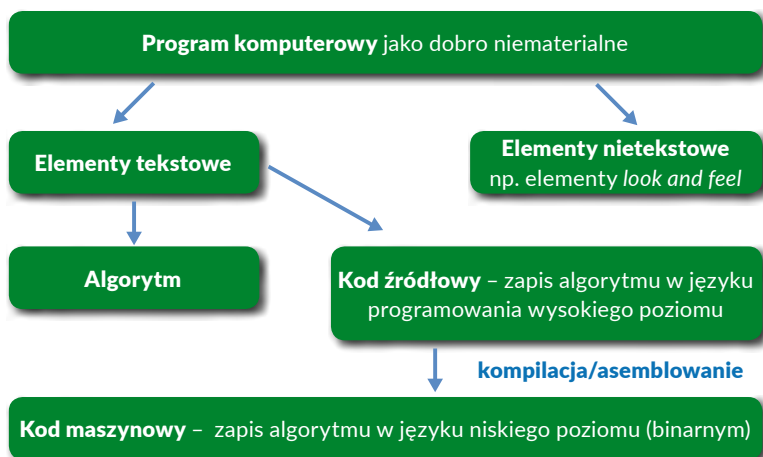 Program komputerowy jako dobro niematerialne
Elementy tekstowe
Elementy nietekstowe
np. elementy look and feel
Algorytm
Kod źródłowy – zapis algorytmu w języku
programowania wysokiego poziomu
kompilacja/asemblowanie
Kod maszynowy – zapis algorytmu w języku niskiego poziomu (binarnym)